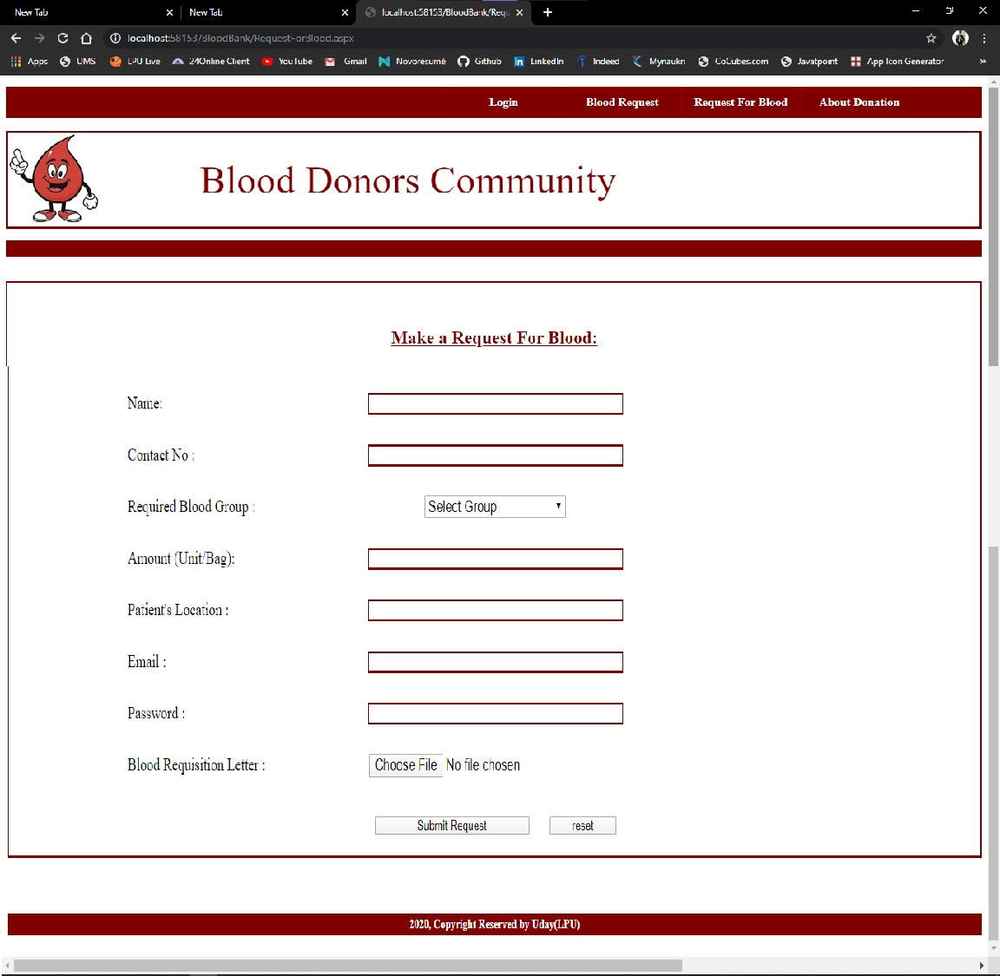 New Tab
New Tab
localhost:58153/BloodBank/Requ
localhost:58153/BloodBank/RequestForBlood.aspx
Apps UMS LPU Live 24Online Client YouTube Gmail Novorésumé Github LinkedIn Indeed Mynaukri CoCubes.com Javatpoint App Icon Generator »
Login Blood Request Request For Blood About Donation
Blood Donors Community
Make a Request For Blood:
Name:
Contact No :
Required Blood Group : Select Group
Amount (Unit/Bag):
Patient's Location :
Email :
Password :
Blood Requisition Letter : Choose File No file chosen
Submit Request reset
2020, Copyright Reserved by Uday(LPU)